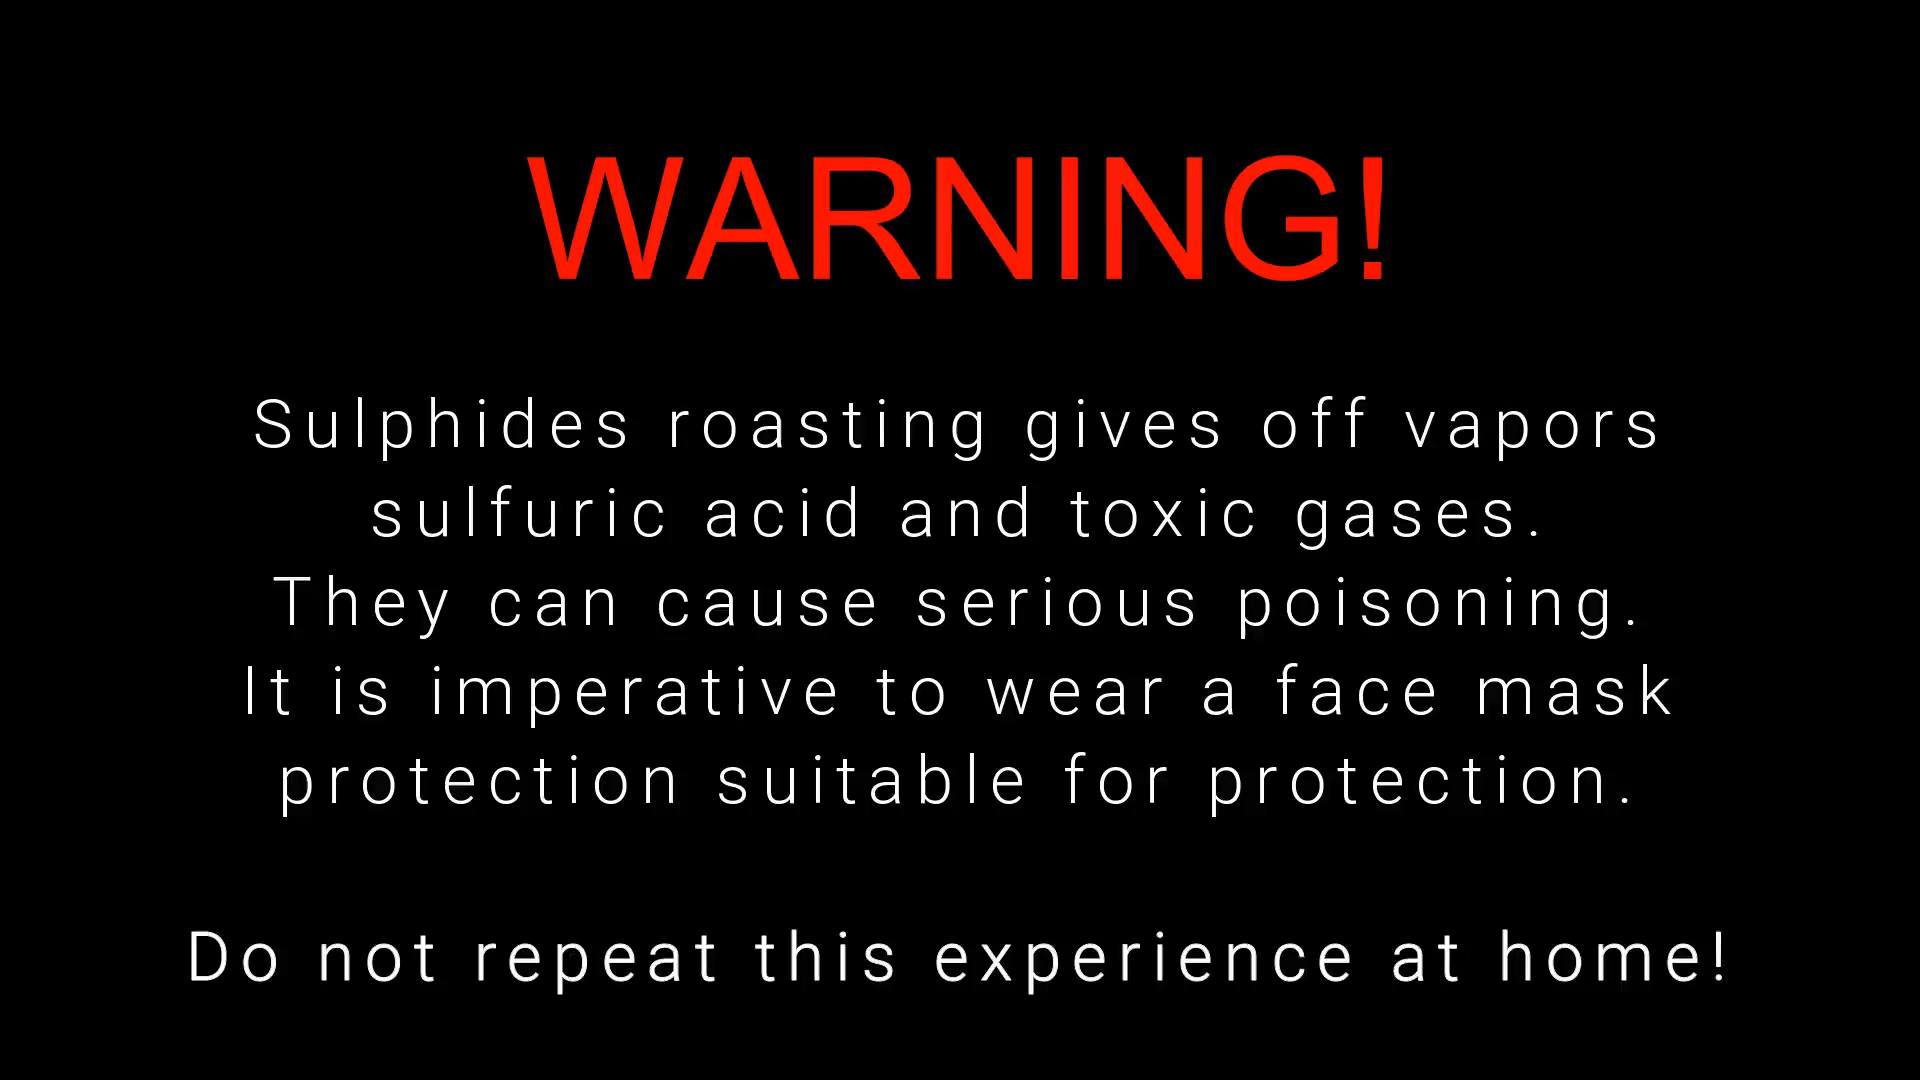 WARNING!
Sulphides roasting gives off vapors
sulfuric acid and toxic gases.
They can cause serious poisoning.
It is imperative to wear a face mask
protection suitable for protection.
Do not repeat this experience at home!